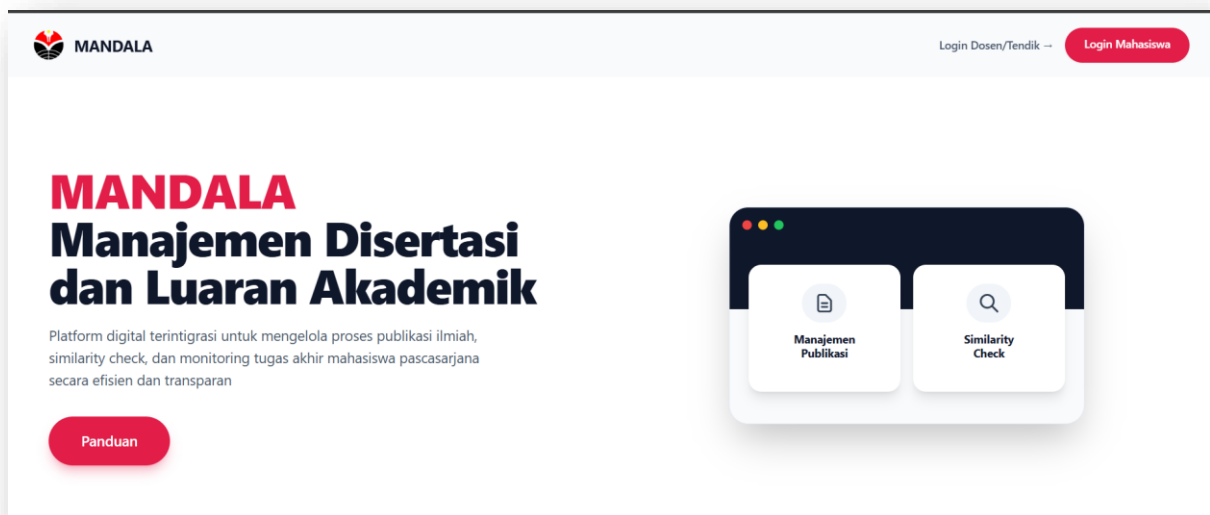 MANDALA
Login Dosen/Tendik →
Login Mahasiswa
MANDALA
Manajemen Disertasi
dan Luaran Akademik
Platform digital terintigrasi untuk mengelola proses publikasi ilmiah,
similarity check, dan monitoring tugas akhir mahasiswa pascasarjana
secara efisien dan transparan
Panduan
Manajemen
Publikasi
Similarity
Check